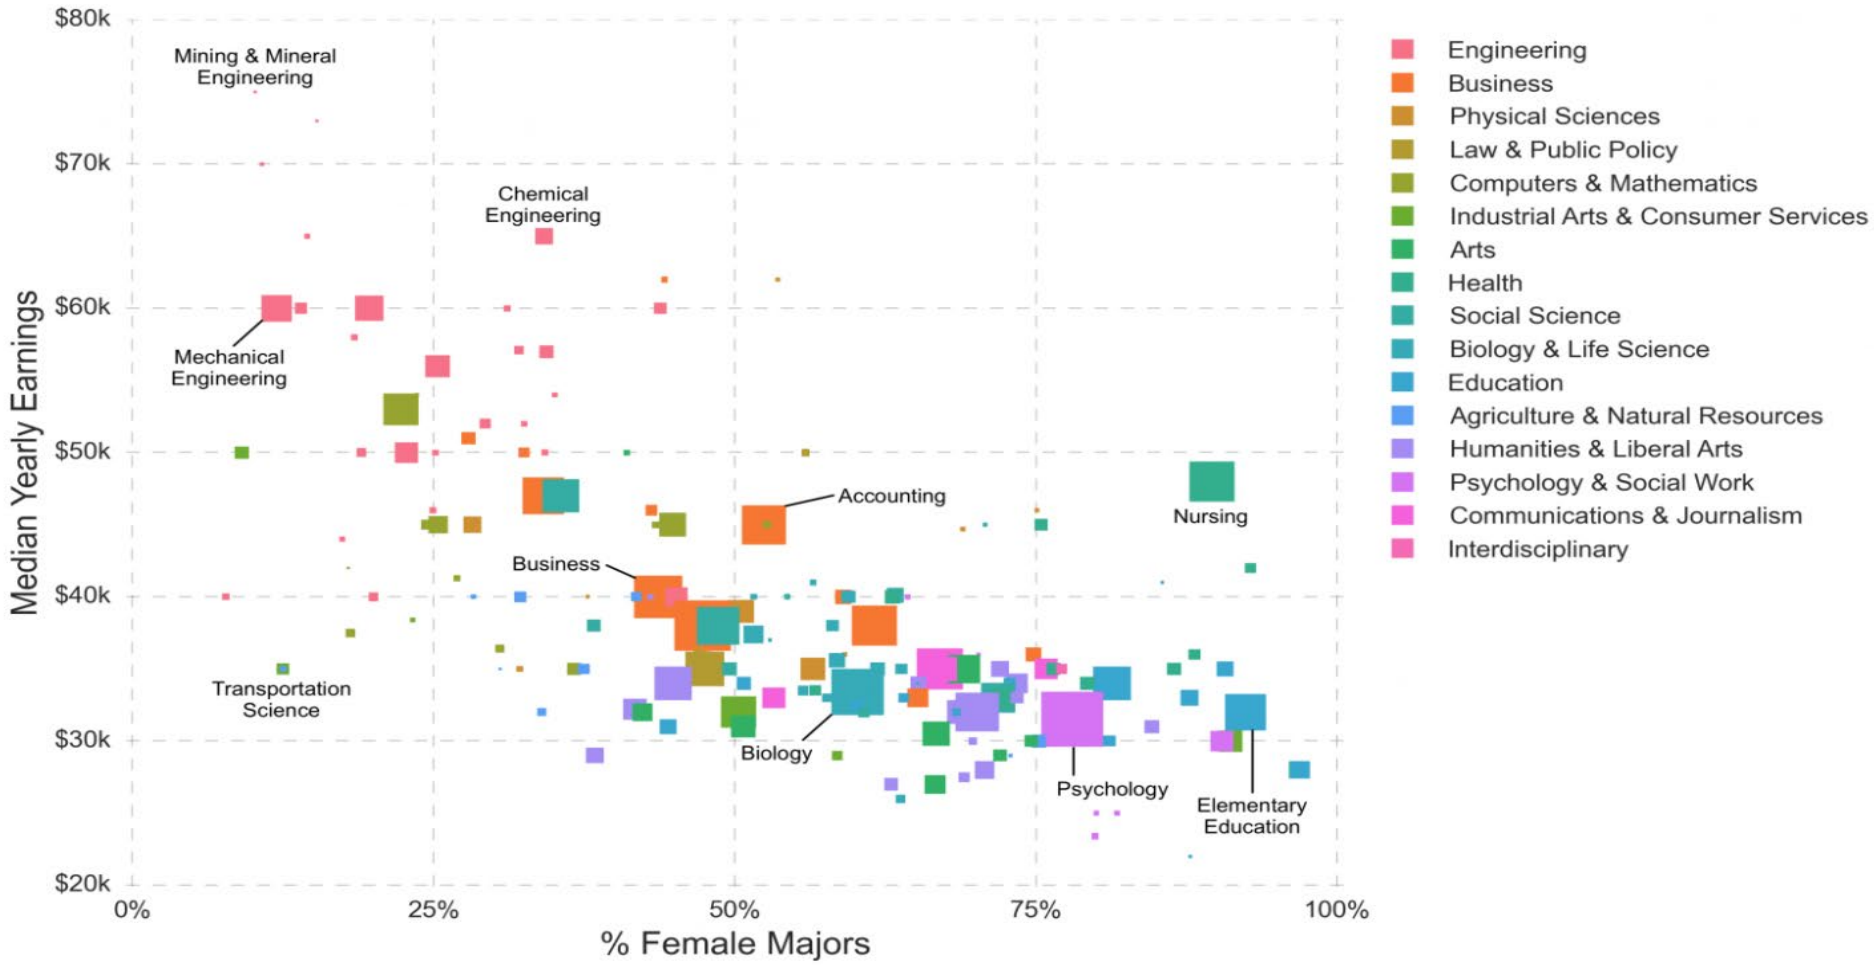 $80k
Mining & Mineral
Engineering
$70k
Chemical
Engineering
$60k
Mechanical
Engineering
$50k
Accounting
Nursing
Business
$40k
Transportation
Science
$30k
Biology
Psychology
Elementary
Education
$20k
0%
25%
50%
75%
100%
% Female Majors
Median Yearly Earnings
Engineering
Business
Physical Sciences
Law & Public Policy
Computers & Mathematics
Industrial Arts & Consumer Services
Arts
Health
Social Science
Biology & Life Science
Education
Agriculture & Natural Resources
Humanities & Liberal Arts
Psychology & Social Work
Communications & Journalism
Interdisciplinary